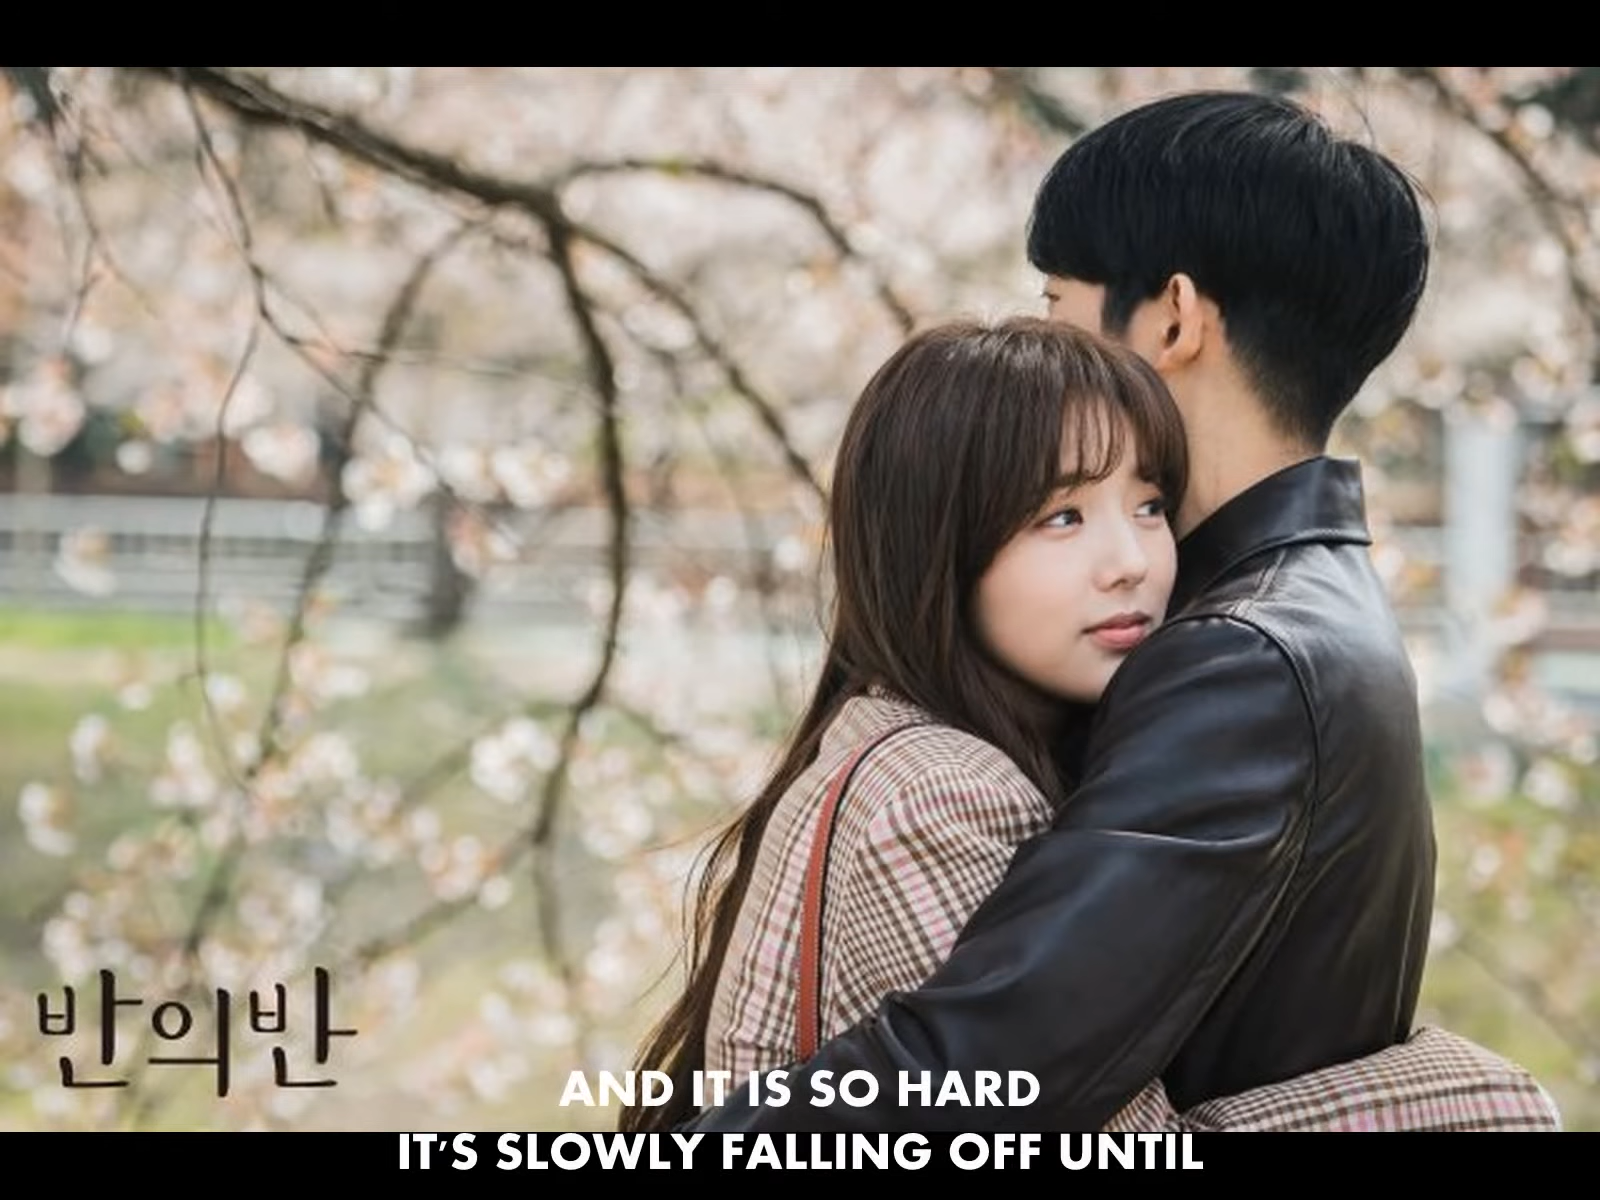 반의반
AND IT IS SO HARD
IT'S SLOWLY FALLING OFF UNTIL